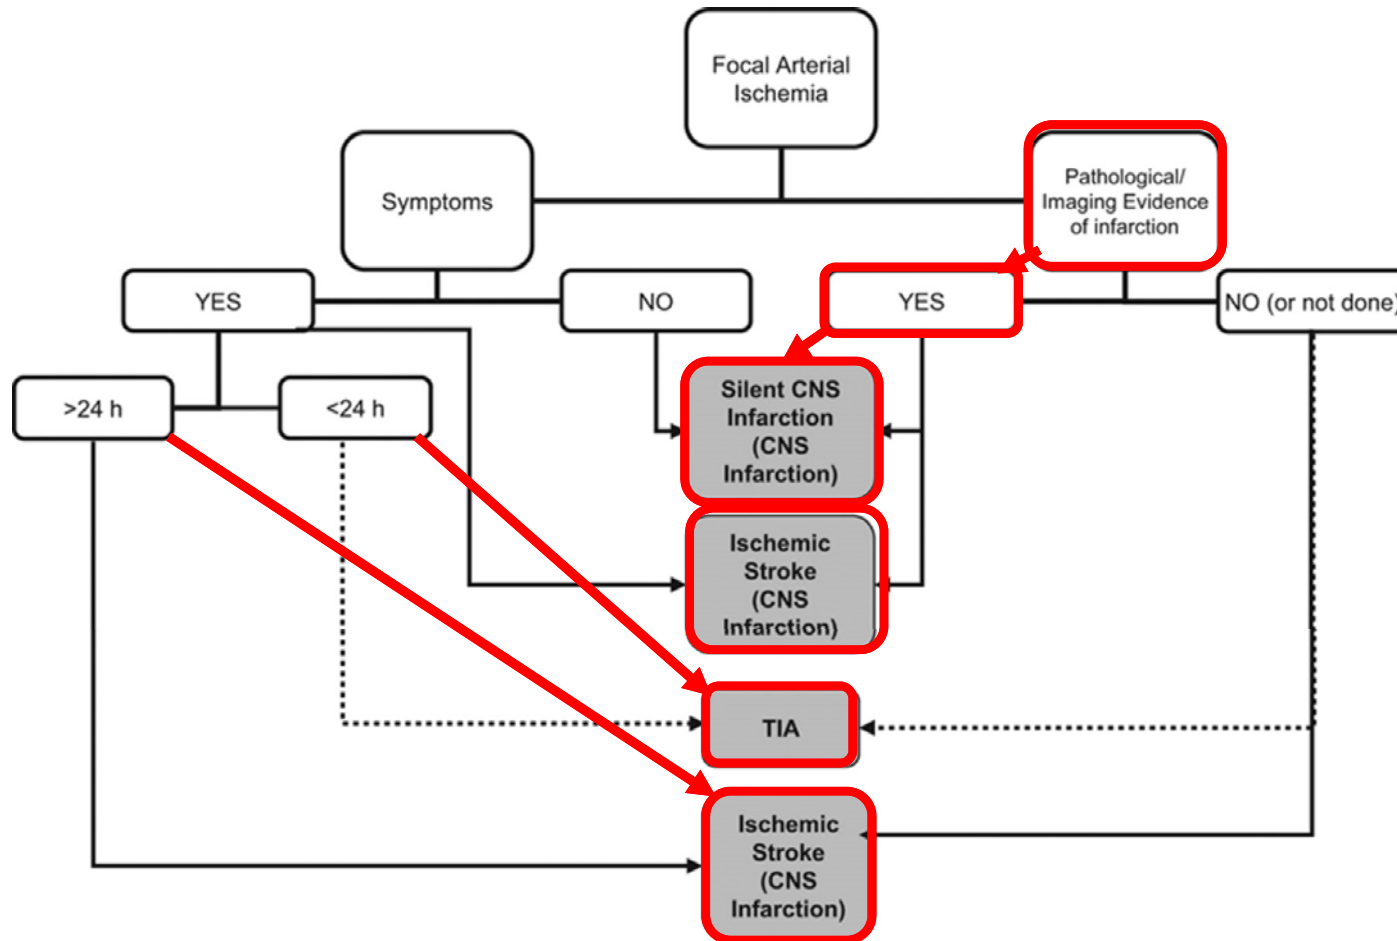 Focal Arterial
Ischemia
Symptoms
Pathological/
Imaging Evidence
of infarction
YES
NO
YES
NO (or not done)
>24 h
<24 h
Silent CNS
Infarction
(CNS
Infarction)
Ischemic
Stroke
(CNS
Infarction)
TIA
Ischemic
Stroke
(CNS
Infarction)